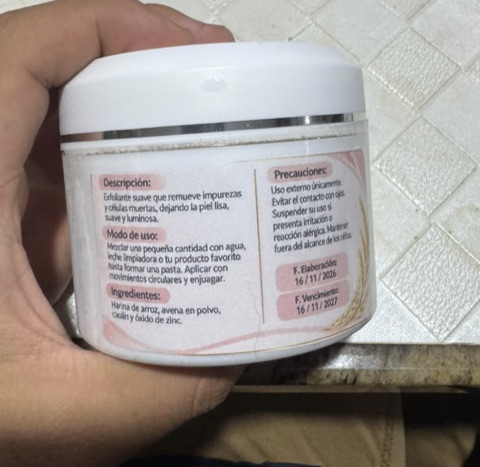 Descripción:
Exfoliante suave que remueve impurezas
y células muertas, dejando la piel lisa,
suave y luminosa.
Modo de uso:
Mezclar una pequeña cantidad con agua,
leche limpiadora o tu producto favorito
hasta formar una pasta. Aplicar con
movimientos circulares y enjuagar.
Ingredientes:
Harina de arroz, avena en polvo,
caolín y óxido de zinc.
Precauciones:
Uso externo únicamente.
Evitar el contacto con ojos.
Suspender su uso si
presenta irritación o
reacción alérgica. Mantener
fuera del alcance de los niños.
F. Elaboración:
16 / 11 / 2026
F. Vencimiento:
16 / 11 / 2027